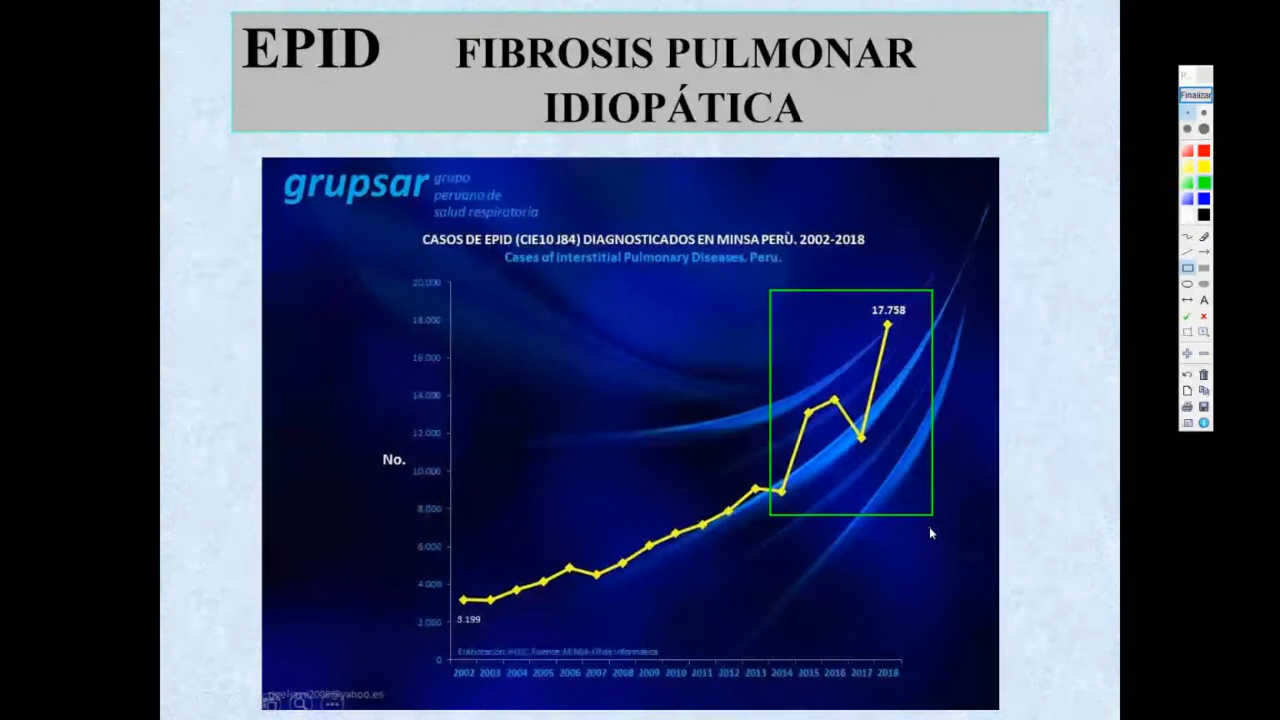 EPID FIBROSIS PULMONAR
IDIOPÁTICA
grupsar grupo
peruano de
salud respiratoria
CASOS DE EPID (CIE10 J84) DIAGNOSTICADOS EN MINSA PERÙ. 2002-2018
Cases of Interstitial Pulmonary Diseases. Peru.
20.000
18.000
16.000
14.000
12.000
10.000
8.000
6.000
4.000
2.000
0
No.
17.758
3.199
Fuente: MINSA
2002 2003 2004 2005 2006 2007 2008 2009 2010 2011 2012 2013 2014 2015 2016 2017 2018
P...
Finalizar
A